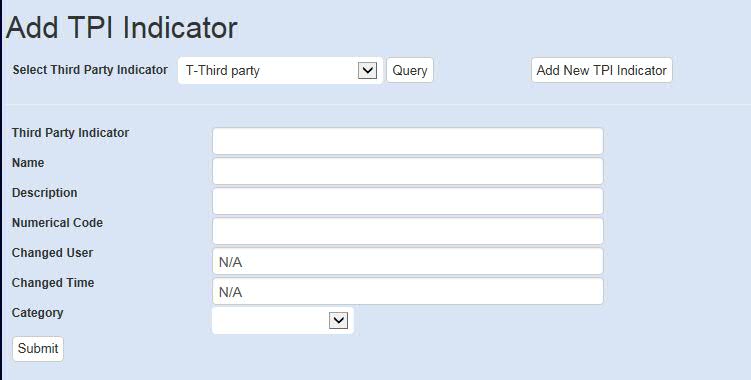 Add TPI Indicator
Select Third Party Indicator T-Third party Query Add New TPI Indicator
Third Party Indicator
Name
Description
Numerical Code
Changed User N/A
Changed Time N/A
Category
Submit